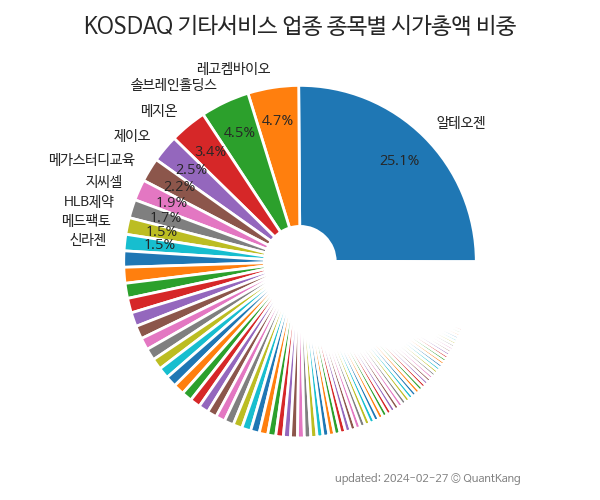 KOSDAQ 기타서비스 업종 종목별 시가총액 비중
레고켐바이오
솔브레인홀딩스
메지온
제이오
메가스터디교육
지씨셀
HLB제약
메드팩토
신라젠
알테오젠
4.7%
4.5%
3.4%
2.5%
2.2%
1.9%
1.7%
1.5%
1.5%
25.1%
updated: 2024-02-27 © QuantKang